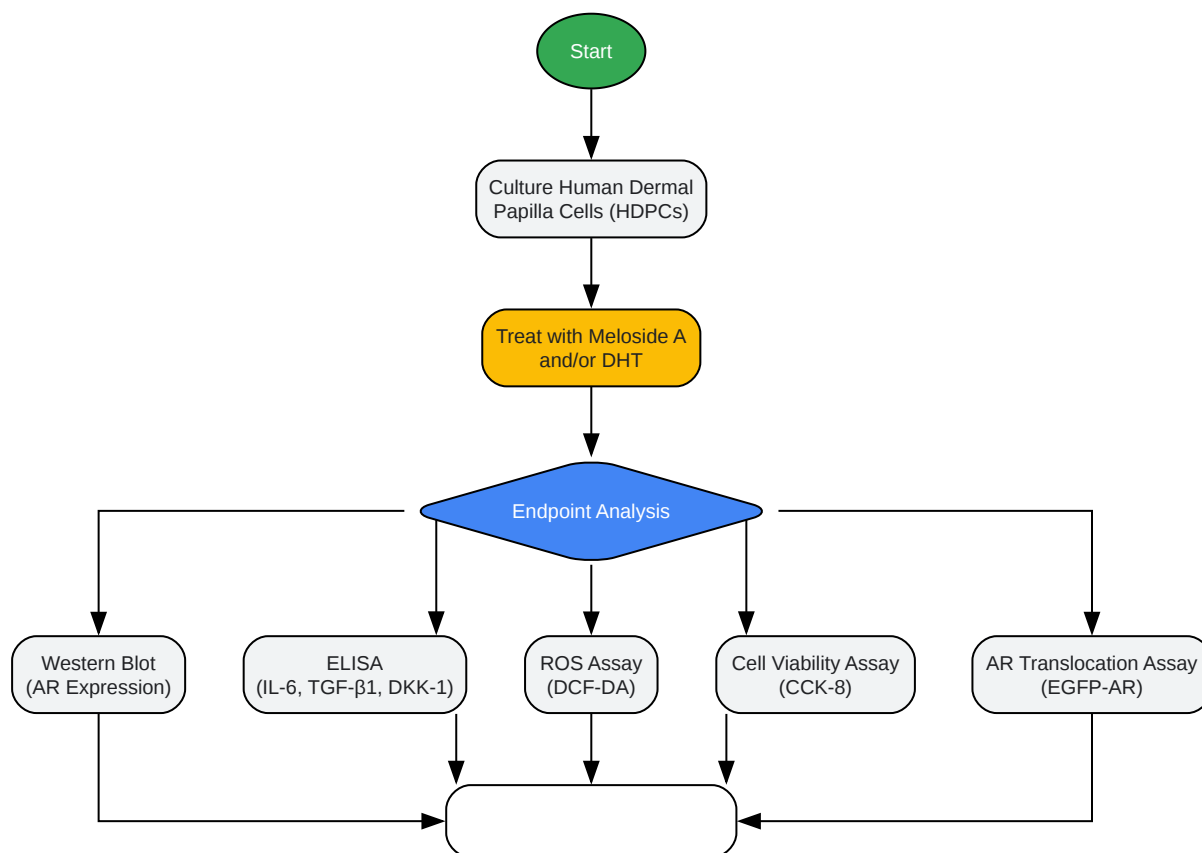 Start
Culture Human Dermal
Papilla Cells (HDPCs)
Treat with Meloside A
and/or DHT
Endpoint Analysis
Western Blot
(AR Expression)
ELISA
(IL-6, TGF-β1, DKK-1)
ROS Assay
(DCF-DA)
Cell Viability Assay
(CCK-8)
AR Translocation Assay
(EGFP-AR)